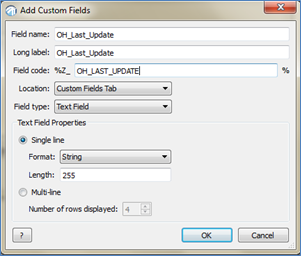 Add Custom Fields
Field name: OH_Last_Update
Long label: OH_Last_Update
Field code: %Z_ OH_LAST_UPDATE %
Location: Custom Fields Tab
Field type: Text Field
Text Field Properties
Single line
Format: String
Length: 255
Multi-line
Number of rows displayed: 4
? OK Cancel